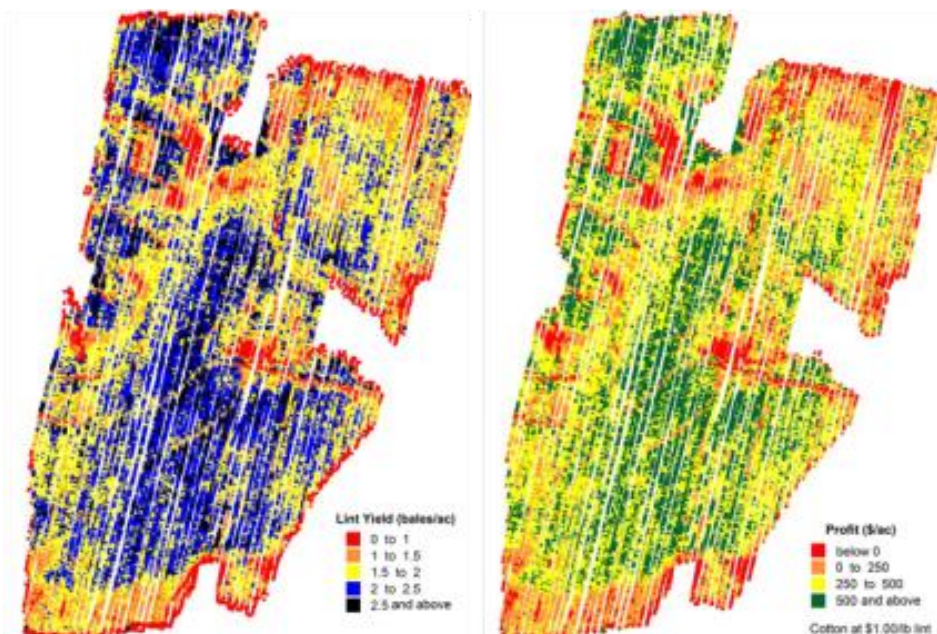 Lint Yield (bales/ac)
0 to 1
1 to 1.5
1.5 to 2
2 to 2.5
2.5 and above
Profit ($/ac)
below 0
0 to 250
250 to 500
500 and above
Cotton at $1.00/lb lint